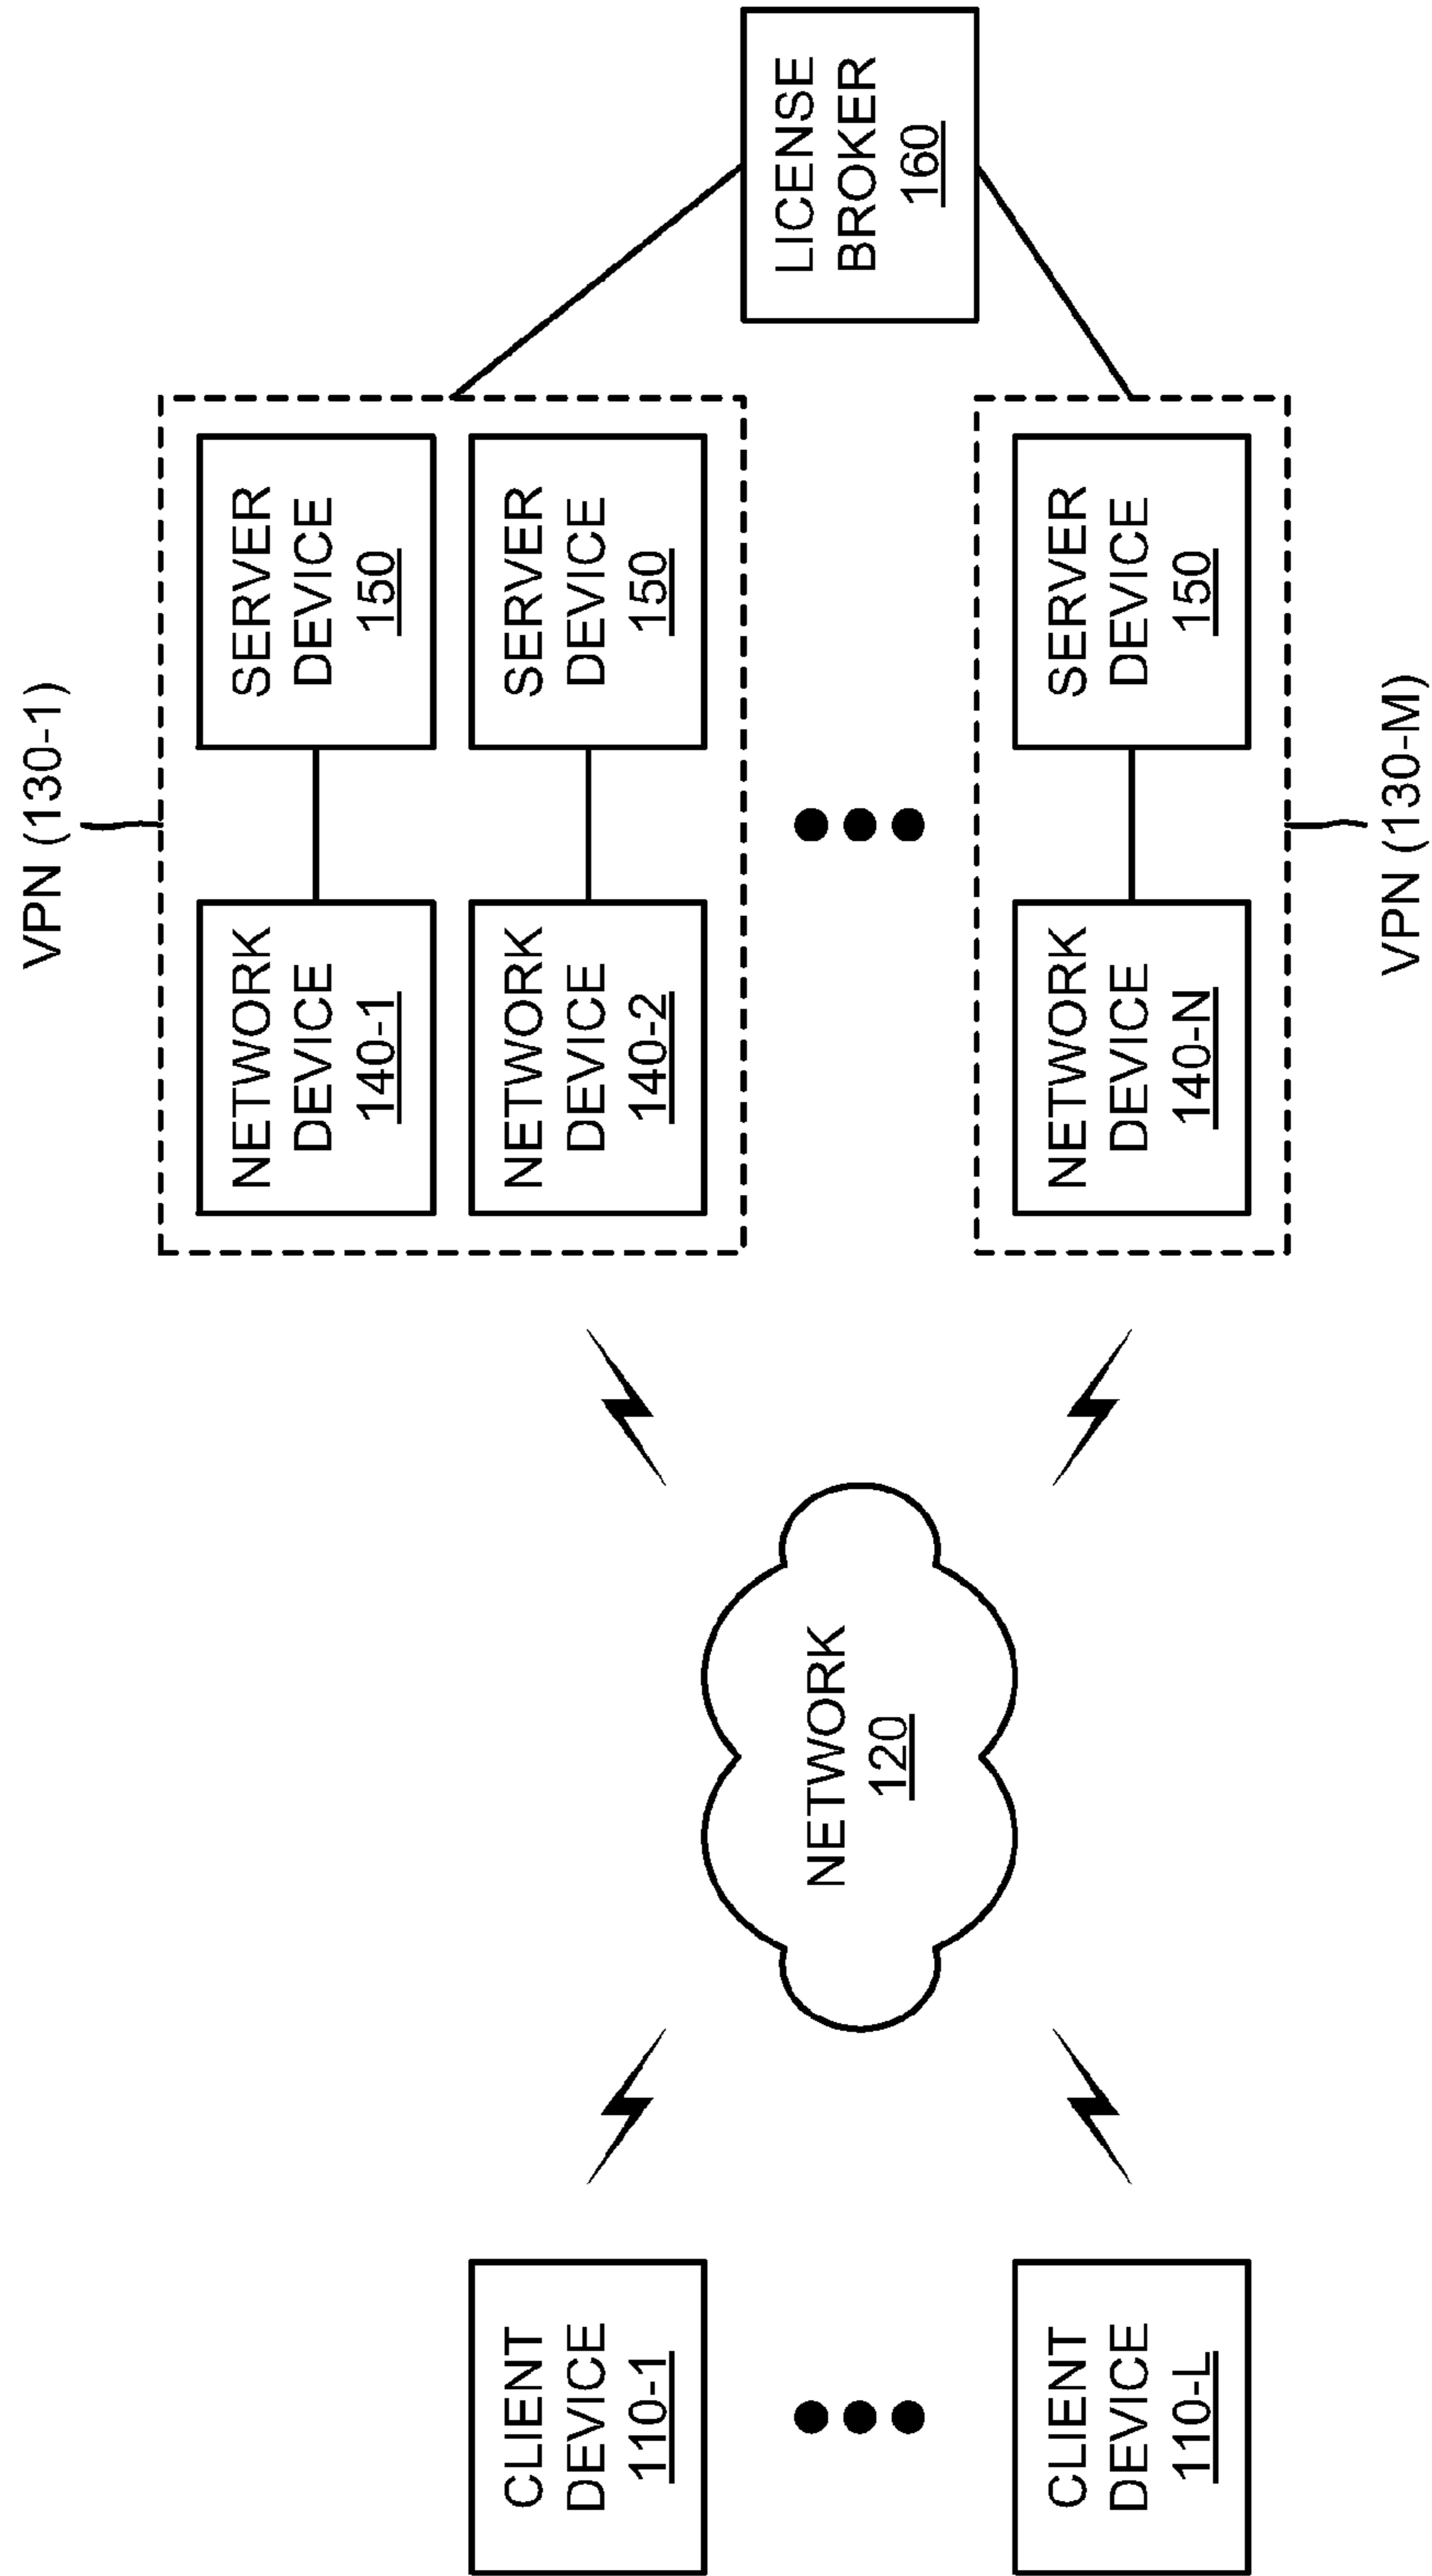 VPN (130-1)
NETWORK
DEVICE
140-1
SERVER
DEVICE
150
CLIENT
DEVICE
110-1
NETWORK
DEVICE
140-2
SERVER
DEVICE
150
NETWORK
120
LICENSE
BROKER
160
CLIENT
DEVICE
110-L
NETWORK
DEVICE
140-N
SERVER
DEVICE
150
VPN (130-M)